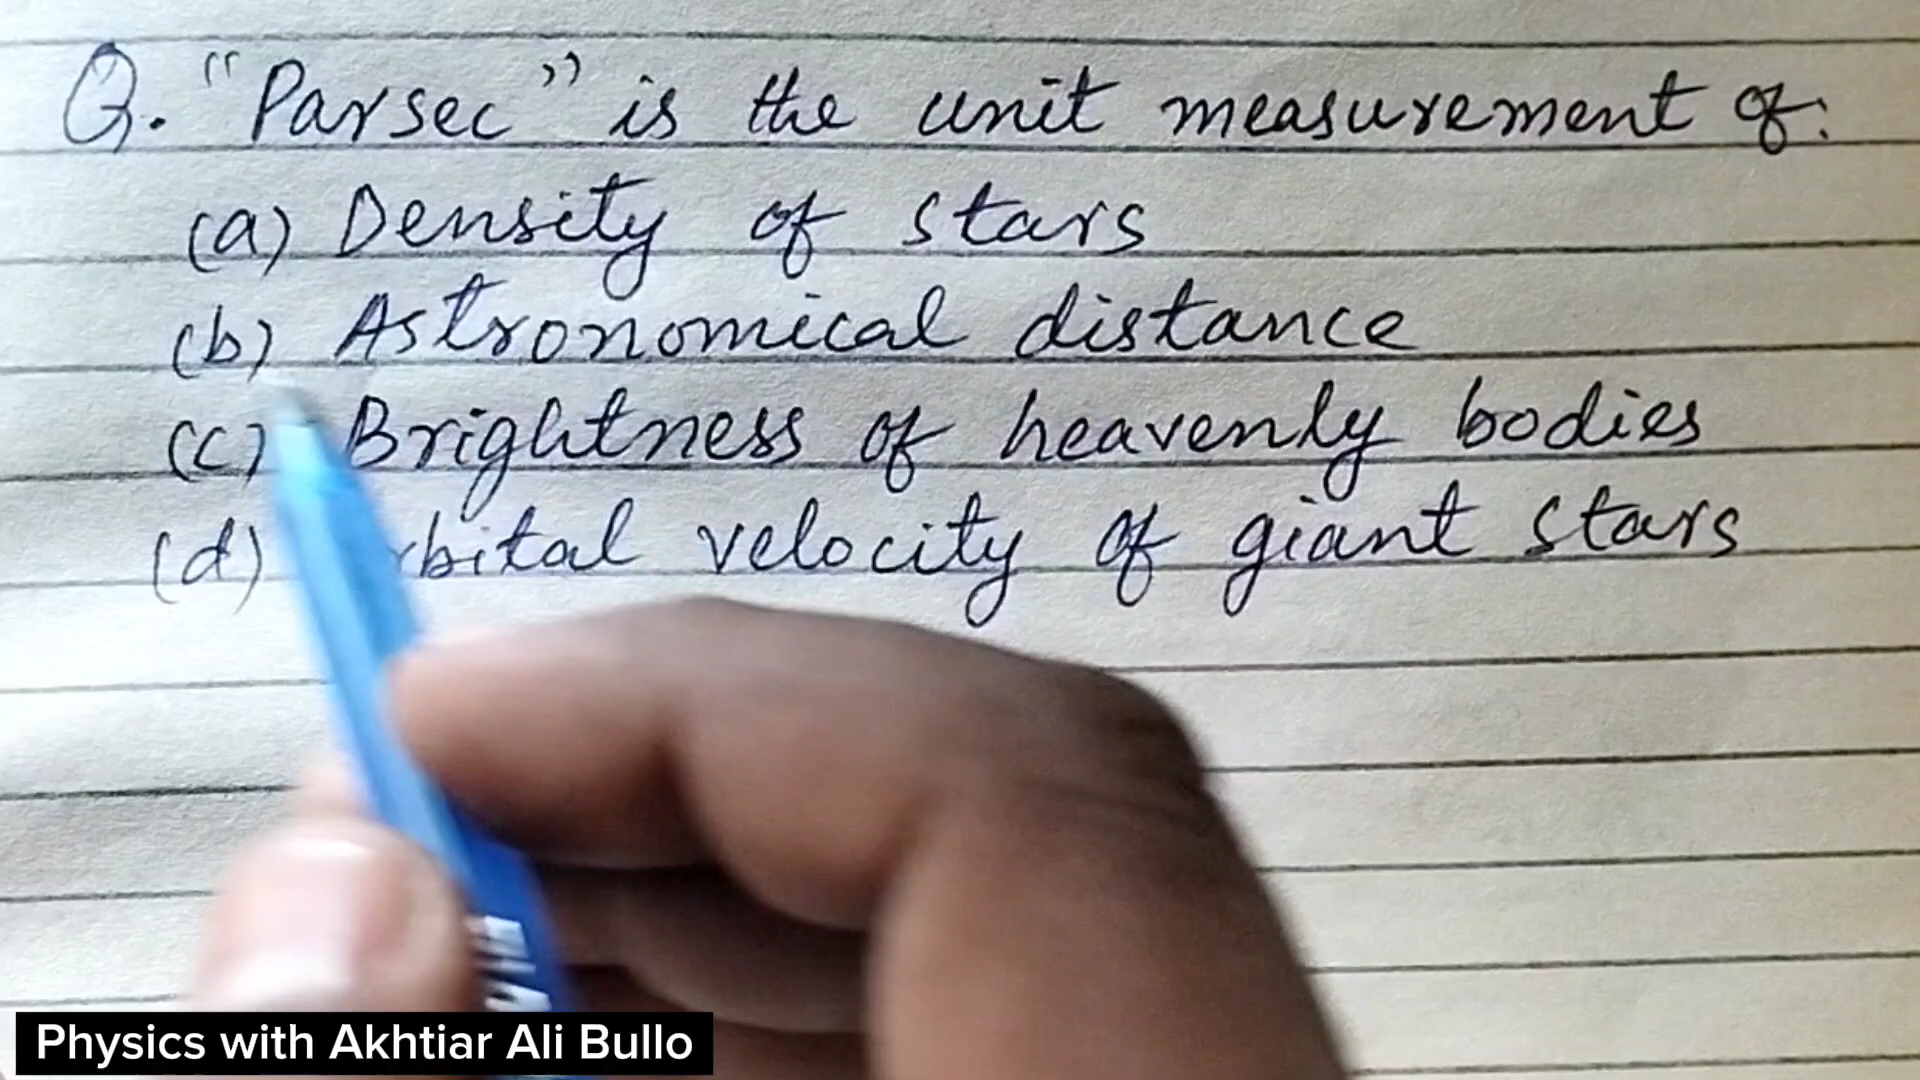 Q. "Parsec" is the unit measurement of:
(a) Density of stars
(b) Astronomical distance
(c) Brightness of heavenly bodies
(d) velocity of giant stars
Physics with Akhtiar Ali Bullo